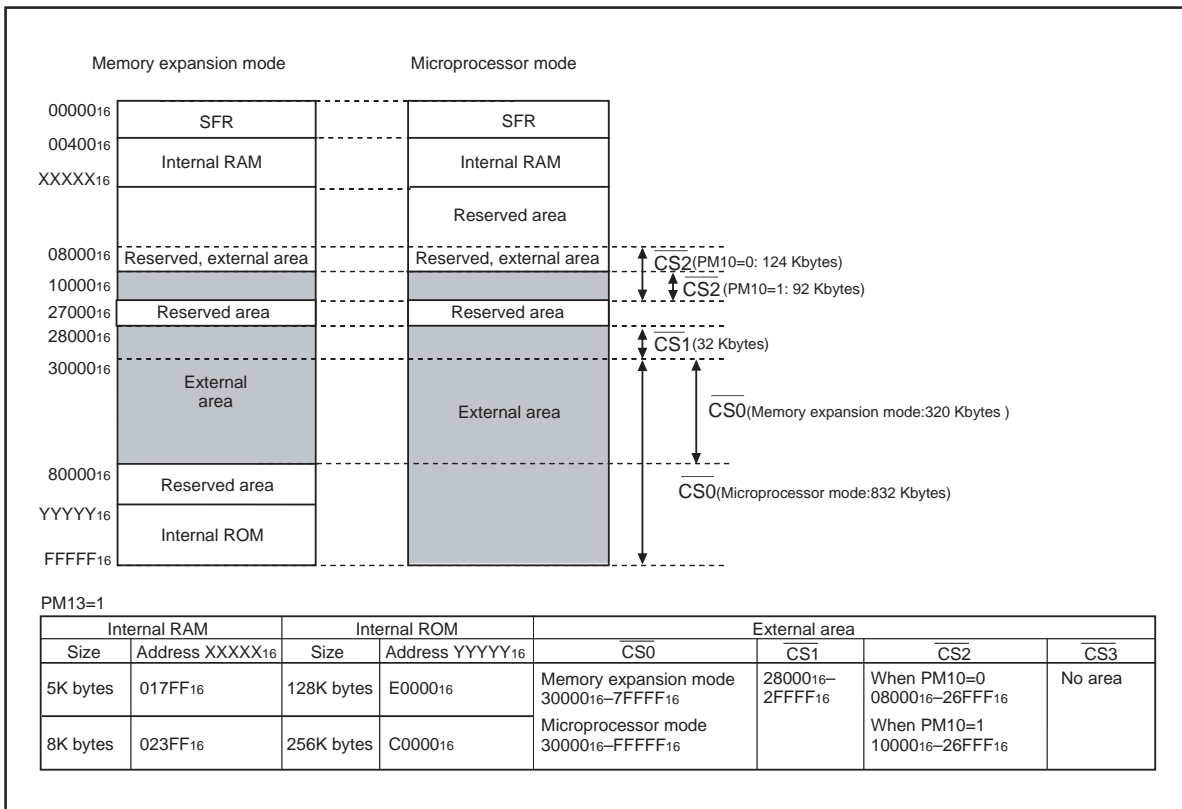 Memory expansion mode Microprocessor mode
0000016
SFR SFR
0040016
Internal RAM Internal RAM
XXXXX16
Reserved area
0800016
Reserved, external area Reserved, external area
CS2(PM10=0: 124 Kbytes)
1000016
CS2 (PM10=1: 92 Kbytes)
2700016
Reserved area Reserved area
2800016
CS1(32 Kbytes)
3000016
External
area
External area
CS0(Memory expansion mode:320 Kbytes )
8000016
Reserved area
CS0(Microprocessor mode:832 Kbytes)
YYYYY16
Internal ROM
FFFFF16
PM13=1
Internal RAM Internal ROM External area
Size Address XXXXX16 Size Address YYYYY16 CS0 CS1 CS2 CS3
5K bytes 017FF16 128K bytes E000016 Memory expansion mode 2800016– When PM10=0 No area
3000016–7FFFF16 2FFFF16 0800016–26FFF16
8K bytes 023FF16 256K bytes C000016 Microprocessor mode When PM10=1
3000016–FFFFF16 1000016–26FFF16